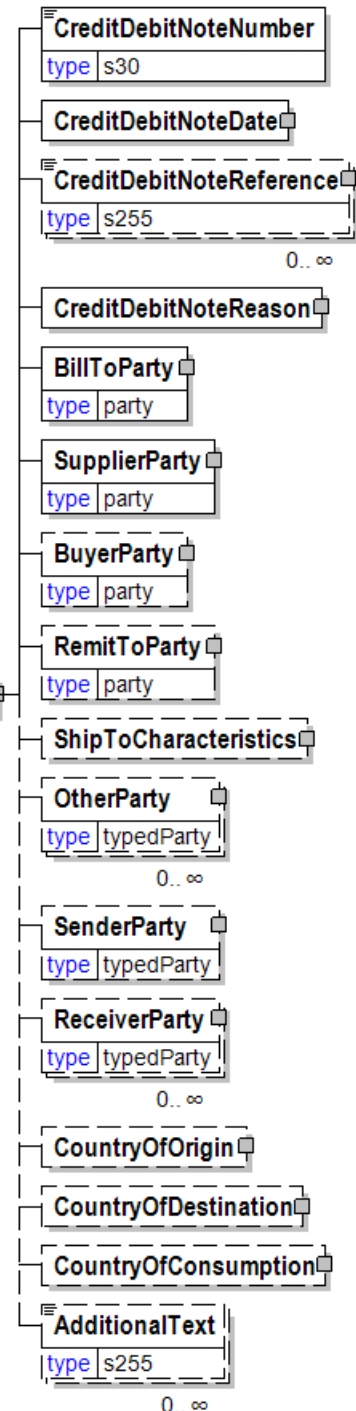 CreditDebitNoteNumber
type s30
CreditDebitNoteDate
CreditDebitNoteReference
type s255
0.. ∞
CreditDebitNoteReason
BillToParty
type party
SupplierParty
type party
BuyerParty
type party
RemitToParty
type party
ShipToCharacteristics
OtherParty
type typedParty
0.. ∞
SenderParty
type typedParty
ReceiverParty
type typedParty
0.. ∞
CountryOfOrigin
CountryOfDestination
CountryOfConsumption
AdditionalText
type s255
0.. ∞